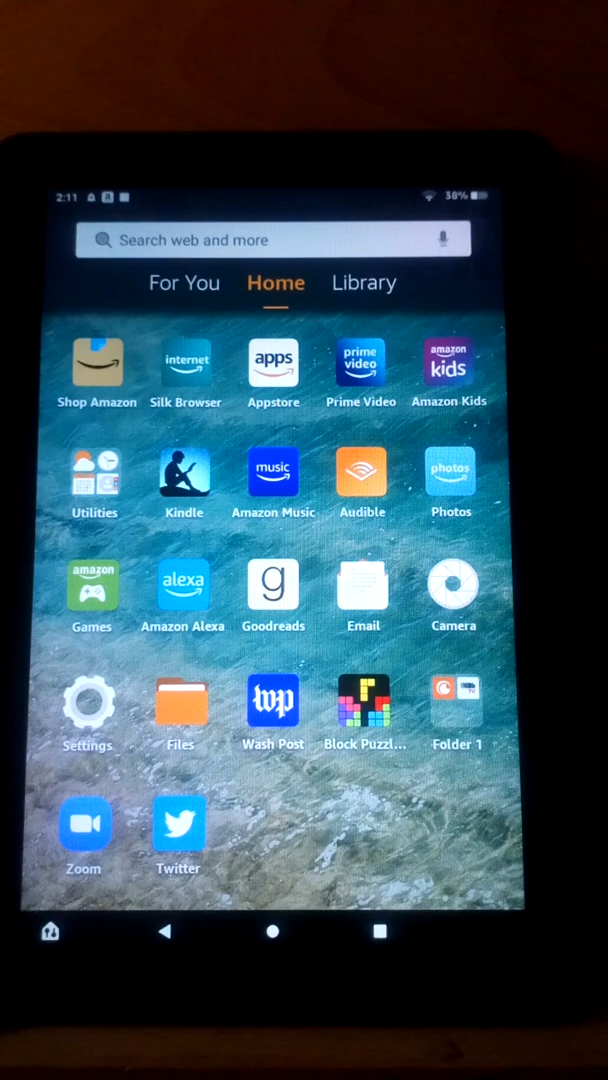 2:11 a 38%
Search web and more
For You Home Library
internet apps prime video amazon kids
Shop Amazon Silk Browser Appstore Prime Video Amazon Kids
music photos
Utilities Kindle Amazon Music Audible Photos
amazon alexa g
Games Amazon Alexa Goodreads Email Camera
wp
Settings Files Wash Post Block Puzzl... Folder 1
Zoom Twitter